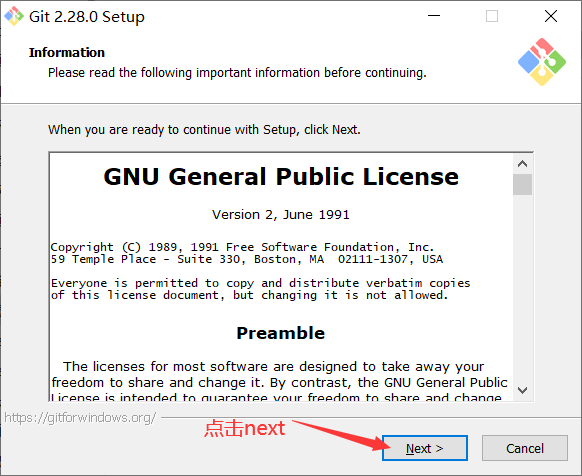 Git 2.28.0 Setup
Information
Please read the following important information before continuing.
When you are ready to continue with Setup, click Next.
GNU General Public License
Version 2, June 1991
Copyright (C) 1989, 1991 Free Software Foundation, Inc.
59 Temple Place - Suite 330, Boston, MA  02111-1307, USA
Everyone is permitted to copy and distribute verbatim copies
of this license document, but changing it is not allowed.
Preamble
The licenses for most software are designed to take away your
freedom to share and change it. By contrast, the GNU General Public
License is intended to guarantee your freedom to share and change
https://gitforwindows.org/
点击next
Next >
Cancel